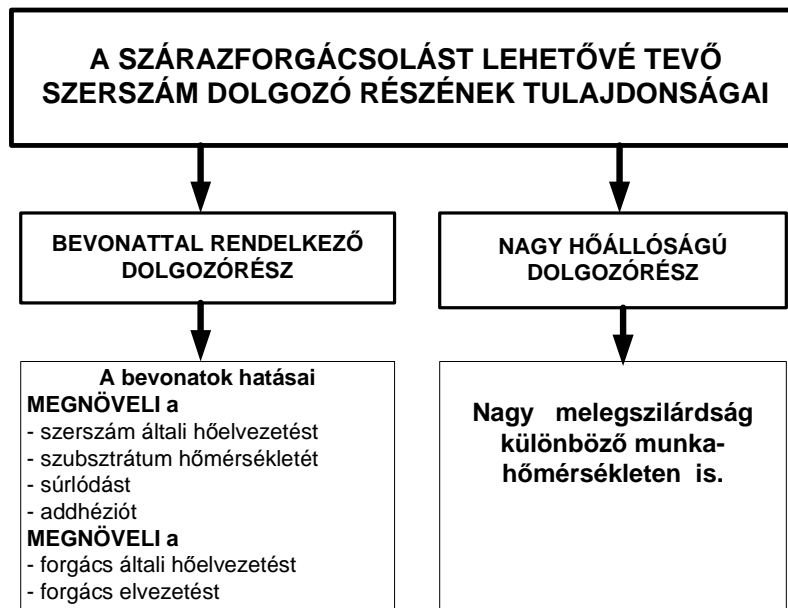 A SZÁRAZFORGÁCSOLÁST LEHETŐVÉ TEVŐ
SZERSZÁM DOLGOZÓ RÉSZÉNEK TULAJDONSÁGAI
BEVONATTAL RENDELKEZŐ
DOLGOZÓRÉSZ
A bevonatok hatásai
MEGNÖVELI a
- szerszám általi hőelvezetést
- szubsztrátum hőmérsékletét
- súrlódást
- addhéziót
MEGNÖVELI a
- forgács általi hőelvezetést
- forgács elvezetést
NAGY HŐÁLLÓSÁGÚ
DOLGOZÓRÉSZ
Nagy melegszilárdság
különböző munka-
hőmérsékleten is.